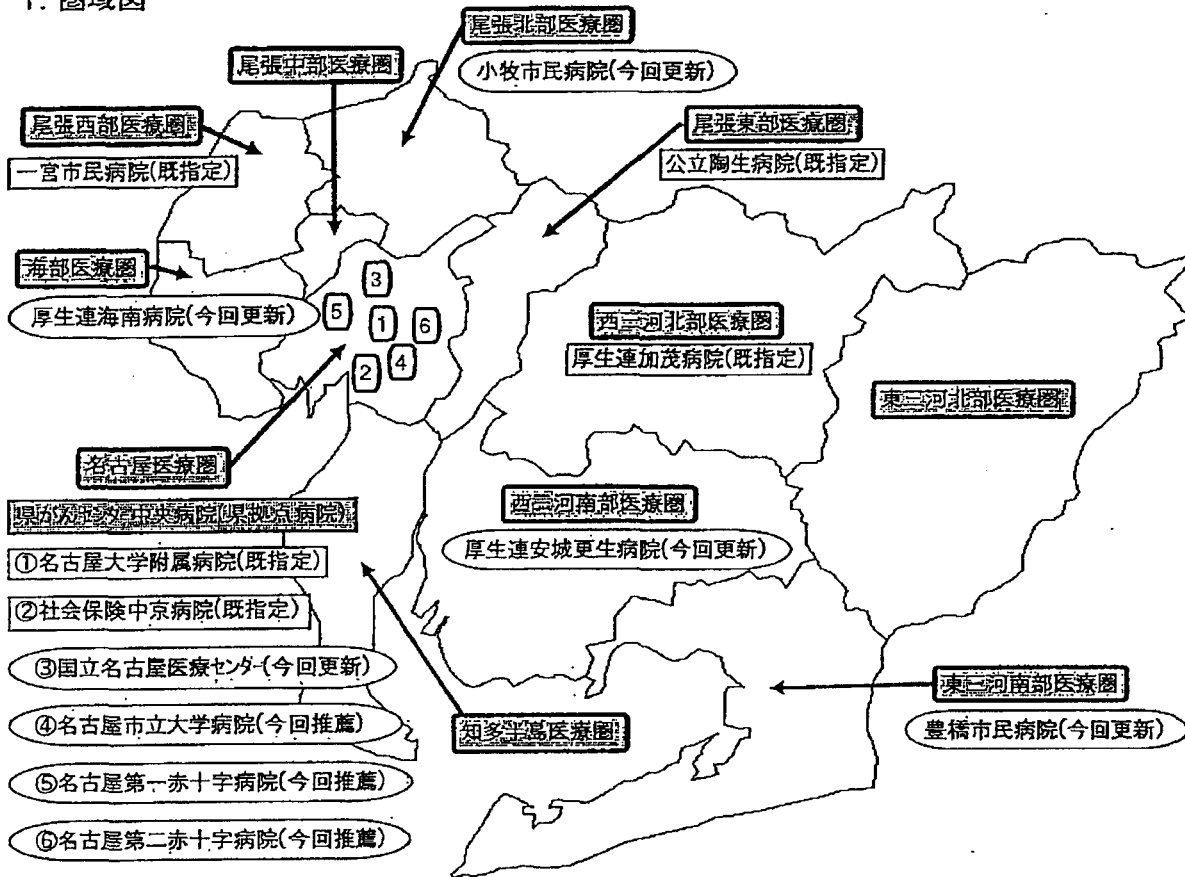 1. 圏域図
尾張北部医療圏
小牧市民病院(今回更新)
尾張中部医療圏
尾張西部医療圏
一宮市民病院(既指定)
尾張東部医療圏
公立陶生病院(既指定)
海部医療圏
厚生連海南病院(今回更新)
③
⑤
①
⑥
②
④
西三河北部医療圏
厚生連加茂病院(既指定)
東三河北部医療圏
名古屋医療圏
県がんセンター中央病院(県拠点病院)
①名古屋大学附属病院(既指定)
②社会保険中京病院(既指定)
③国立名古屋医療センター(今回更新)
④名古屋市立大学病院(今回推薦)
⑤名古屋第一赤十字病院(今回推薦)
⑥名古屋第二赤十字病院(今回推薦)
西三河南部医療圏
厚生連安城更生病院(今回更新)
知多半島医療圏
東三河南部医療圏
豊橋市民病院(今回更新)